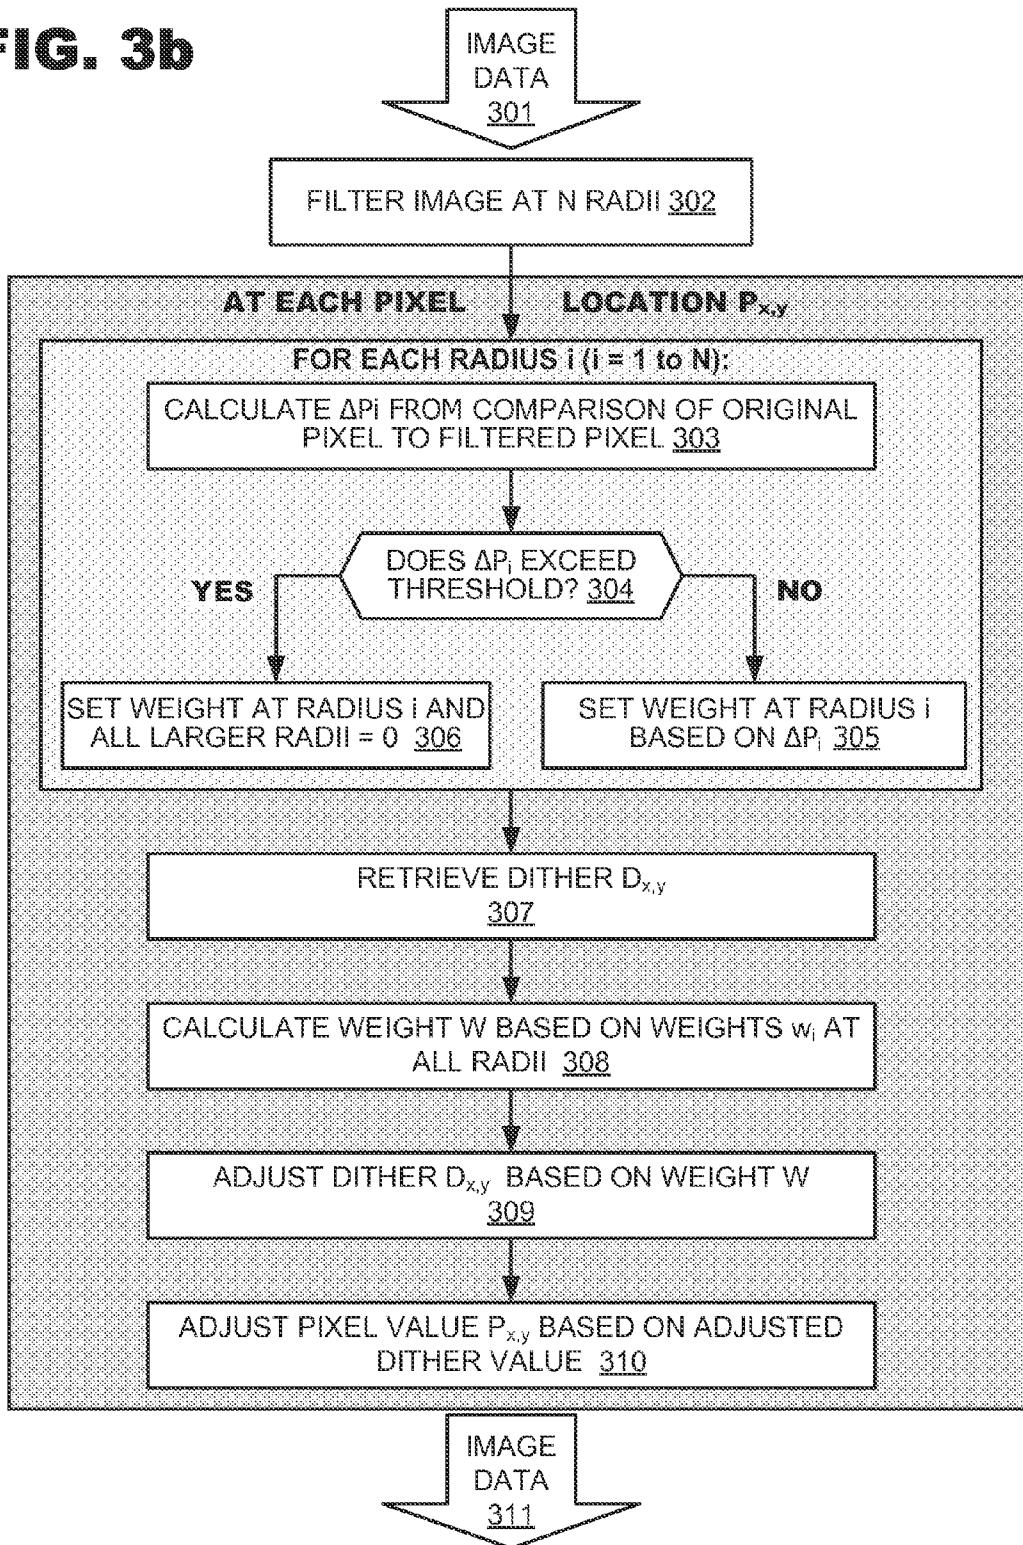 FIG. 3b
IMAGE
DATA
301
FILTER IMAGE AT N RADII 302
AT EACH PIXEL LOCATION Px,y
FOR EACH RADIUS i (i = 1 to N):
CALCULATE ΔPi FROM COMPARISON OF ORIGINAL
PIXEL TO FILTERED PIXEL 303
DOES ΔPi EXCEED
THRESHOLD? 304
YES
NO
SET WEIGHT AT RADIUS i AND
ALL LARGER RADII = 0 306
SET WEIGHT AT RADIUS i
BASED ON ΔPi 305
RETRIEVE DITHER Dx,y
307
CALCULATE WEIGHT W BASED ON WEIGHTS wi AT
ALL RADII 308
ADJUST DITHER Dx,y BASED ON WEIGHT W
309
ADJUST PIXEL VALUE Px,y BASED ON ADJUSTED
DITHER VALUE 310
IMAGE
DATA
311